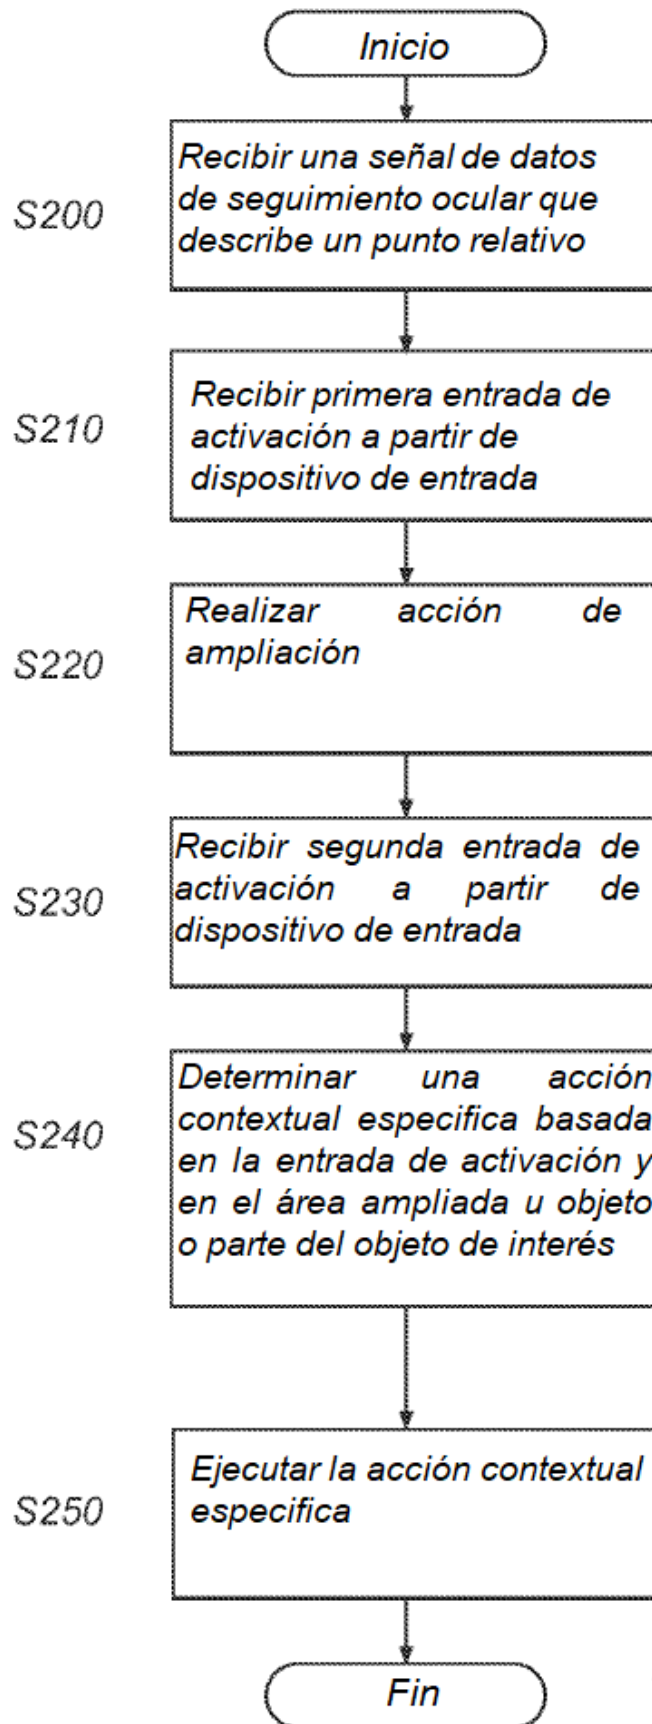 Inicio
S200
Recibir una señal de datos
de seguimiento ocular que
describe un punto relativo
S210
Recibir primera entrada de
activación a partir de
dispositivo de entrada
S220
Realizar acción de
ampliación
S230
Recibir segunda entrada de
activación a partir de
dispositivo de entrada
S240
Determinar una acción
contextual especifica basada
en la entrada de activación y
en el área ampliada u objeto
o parte del objeto de interés
S250
Ejecutar la acción contextual
especifica
Fin